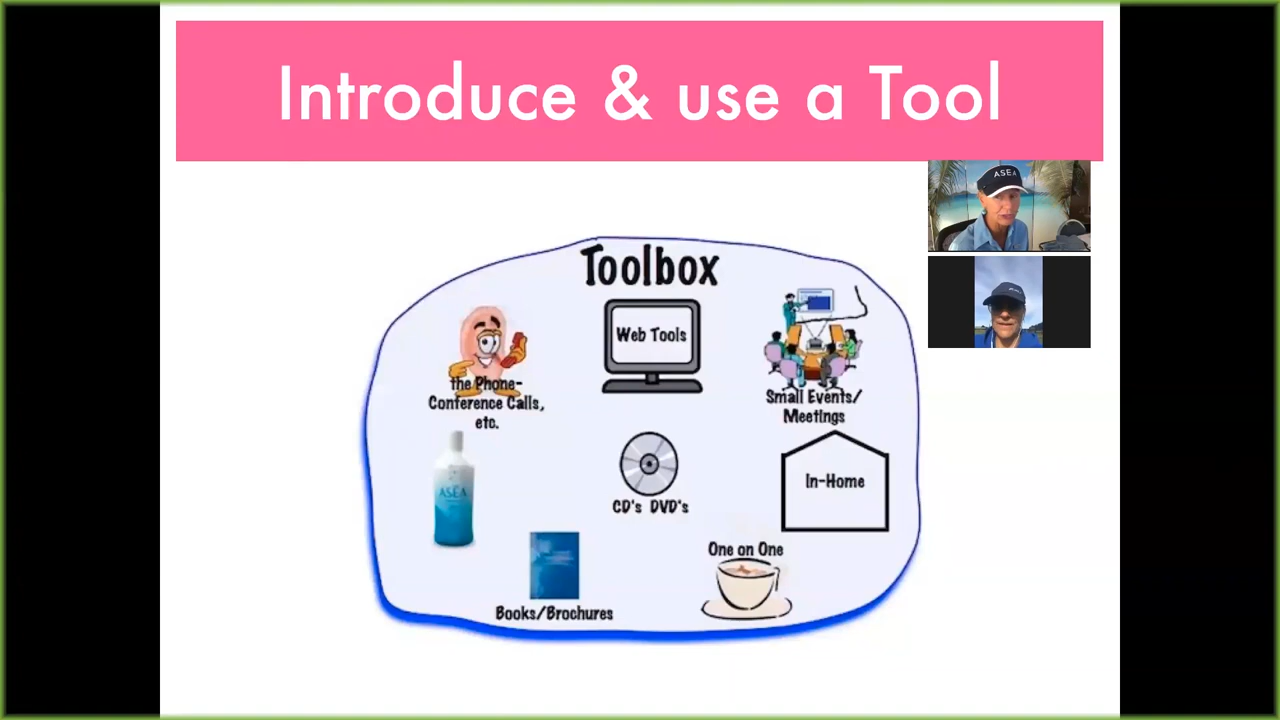 Introduce & use a Tool
ASEA
Toolbox
Web Tools
the Phone-
Conference Calls,
etc.
Small Events/
Meetings
ASEA
CD's DVD's
In-Home
One on One
Books/Brochures